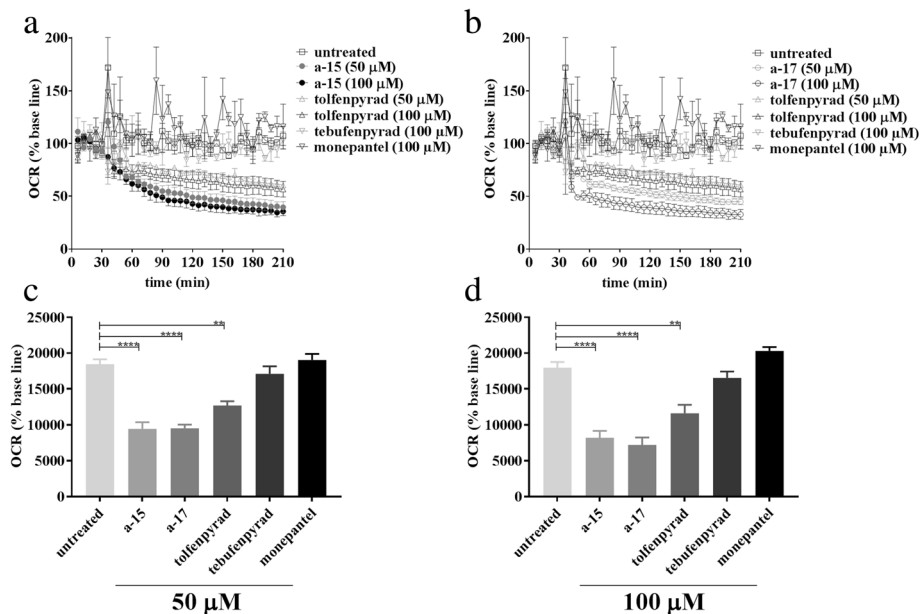 a
200
150
100
50
0
OCR (% base line)
0 30 60 90 120 150 180 210
time (min)
untreated
a-15 (50 μM)
a-15 (100 μM)
tolfenpyrad (50 μM)
tolfenpyrad (100 μM)
tebufenpyrad (100 μM)
monepantel (100 μM)
b
200
150
100
50
0
OCR (% base line)
0 30 60 90 120 150 180 210
time (min)
untreated
a-17 (50 μM)
a-17 (100 μM)
tolfenpyrad (50 μM)
tolfenpyrad (100 μM)
tebufenpyrad (100 μM)
monepantel (100 μM)
c
25000
20000
15000
10000
5000
0
OCR (% base line)
**
****
****
untreated
a-15
a-17
tolfenpyrad
tebufenpyrad
monepantel
50 μM
d
25000
20000
15000
10000
5000
0
OCR (% base line)
**
****
****
untreated
a-15
a-17
tolfenpyrad
tebufenpyrad
monepantel
100 μM